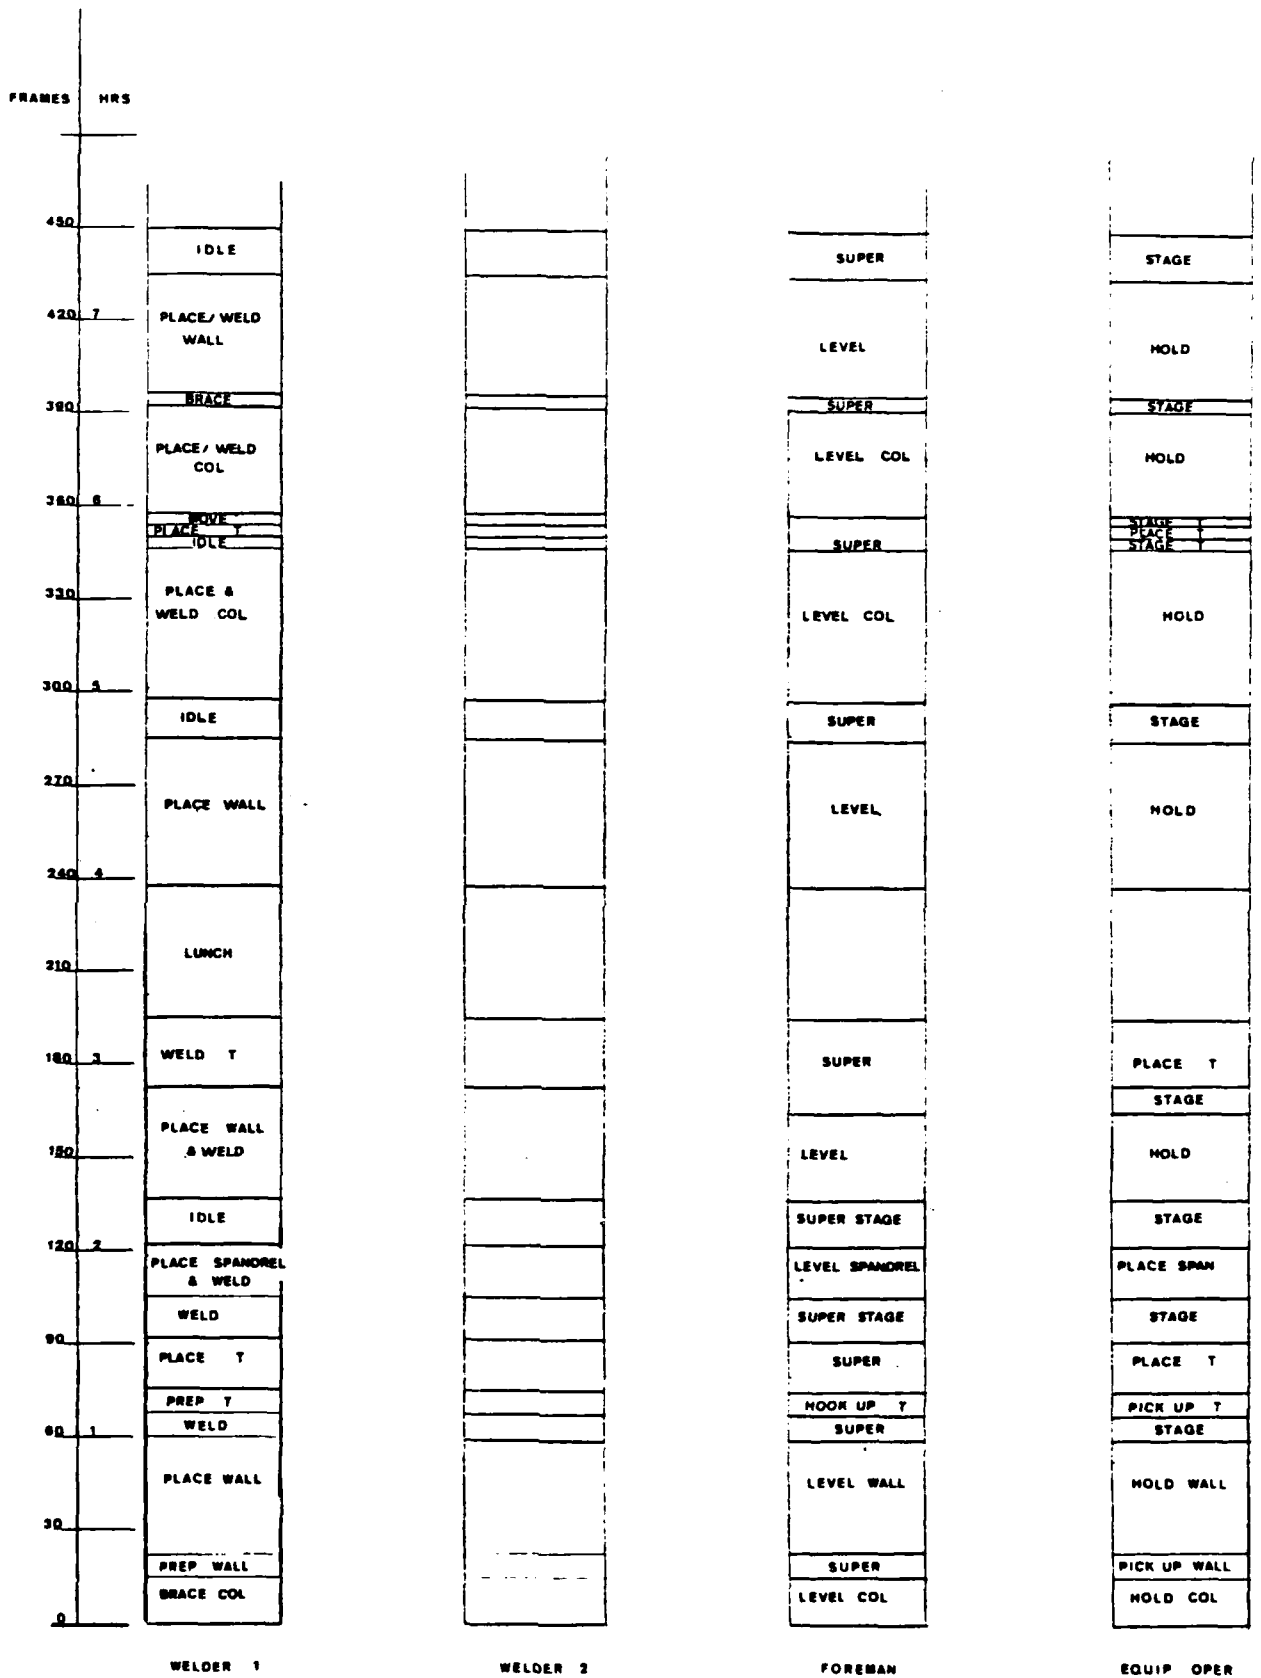 FRAMES HRS
450
IDLE
SUPER
STAGE
420 7
PLACE/ WELD
WALL
LEVEL
HOLD
BRACE
SUPER
STAGE
390
PLACE/ WELD
COL
LEVEL COL
HOLD
360 6
MOVE
STAGE T
PLACE T
PLACE T
IDLE
SUPER
STAGE T
330
PLACE &
WELD COL
LEVEL COL
HOLD
300 5
IDLE
SUPER
STAGE
270
PLACE WALL
LEVEL
HOLD
240 4
LUNCH
210
WELD T
SUPER
PLACE T
180 3
STAGE
PLACE WALL
& WELD
LEVEL
HOLD
150
IDLE
SUPER STAGE
STAGE
120 2
PLACE SPANDREL
& WELD
LEVEL SPANDREL
PLACE SPAN
WELD
SUPER STAGE
STAGE
90
PLACE T
SUPER
PLACE T
PREP T
HOOK UP T
PICK UP T
WELD
SUPER
STAGE
60 1
PLACE WALL
LEVEL WALL
HOLD WALL
30
PREP WALL
SUPER
PICK UP WALL
BRACE COL
LEVEL COL
HOLD COL
0
WELDER 1
WELDER 2
FOREMAN
EQUIP OPER